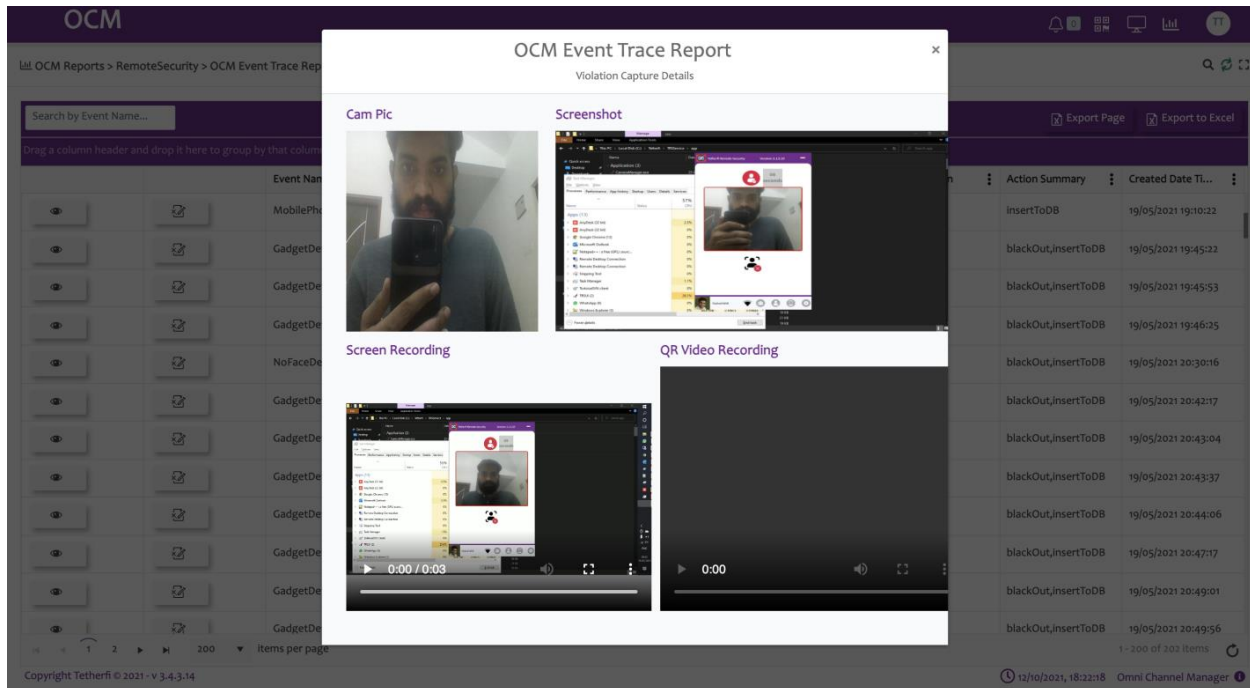 OCM
0
TT
OCM Reports > RemoteSecurity > OCM Event Trace Rep
OCM Event Trace Report
×
Violation Capture Details
Search by Event Name...
Export Page
Export to Excel
Drag a column header and drop it here to group by that column
Cam Pic
Screenshot
Event Nam
n
Action Summary
Created Date Ti...
MobilePho
insertToDB
19/05/2021 19:10:22
GadgetDe
blackOut,insertToDB
19/05/2021 19:45:22
GadgetDe
blackOut,insertToDB
19/05/2021 19:45:53
GadgetDe
blackOut,insertToDB
19/05/2021 19:46:25
Screen Recording
QR Video Recording
NoFaceDe
blackOut,insertToDB
19/05/2021 20:30:16
GadgetDe
blackOut,insertToDB
19/05/2021 20:42:17
GadgetDe
blackOut,insertToDB
19/05/2021 20:43:04
GadgetDe
blackOut,insertToDB
19/05/2021 20:43:37
GadgetDe
blackOut,insertToDB
19/05/2021 20:44:06
GadgetDe
blackOut,insertToDB
19/05/2021 20:47:17
0:00 / 0:03
0:00
GadgetDe
blackOut,insertToDB
19/05/2021 20:49:01
GadgetDe
blackOut,insertToDB
19/05/2021 20:49:56
1 2 200 items per page
1 - 200 of 202 items
Copyright Tetherfi © 2021 - v 3.4.3.14
12/10/2021, 18:22:18 Omni Channel Manager